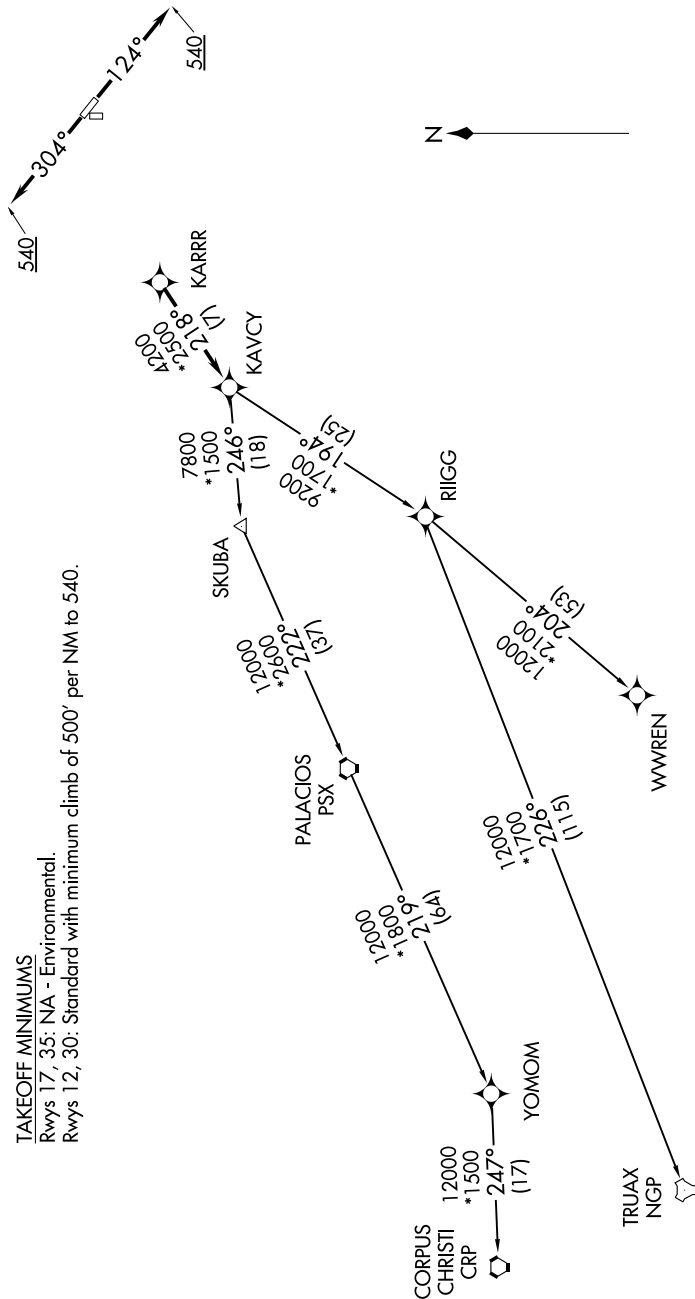 TAKEOFF MINIMUMS
Rwys 17, 35: NA - Environmental.
Rwys 12, 30: Standard with minimum climb of 500' per NM to 540.
540
304°
124°
540
N
KARRR
4200
*2500
218°
(7)
KAVCY
7800
*1500
246°
(18)
SKUBA
9200
*1700
194°
(25)
RIIGG
12000
*2600
222°
(37)
PALACIOS
PSX
12000
*2100
204°
(53)
WWREN
12000
*1800
219°
(64)
YOMOM
12000
*1700
226°
(115)
TRUAX
NGP
12000
*1500
247°
(17)
CORPUS
CHRISTI
CRP